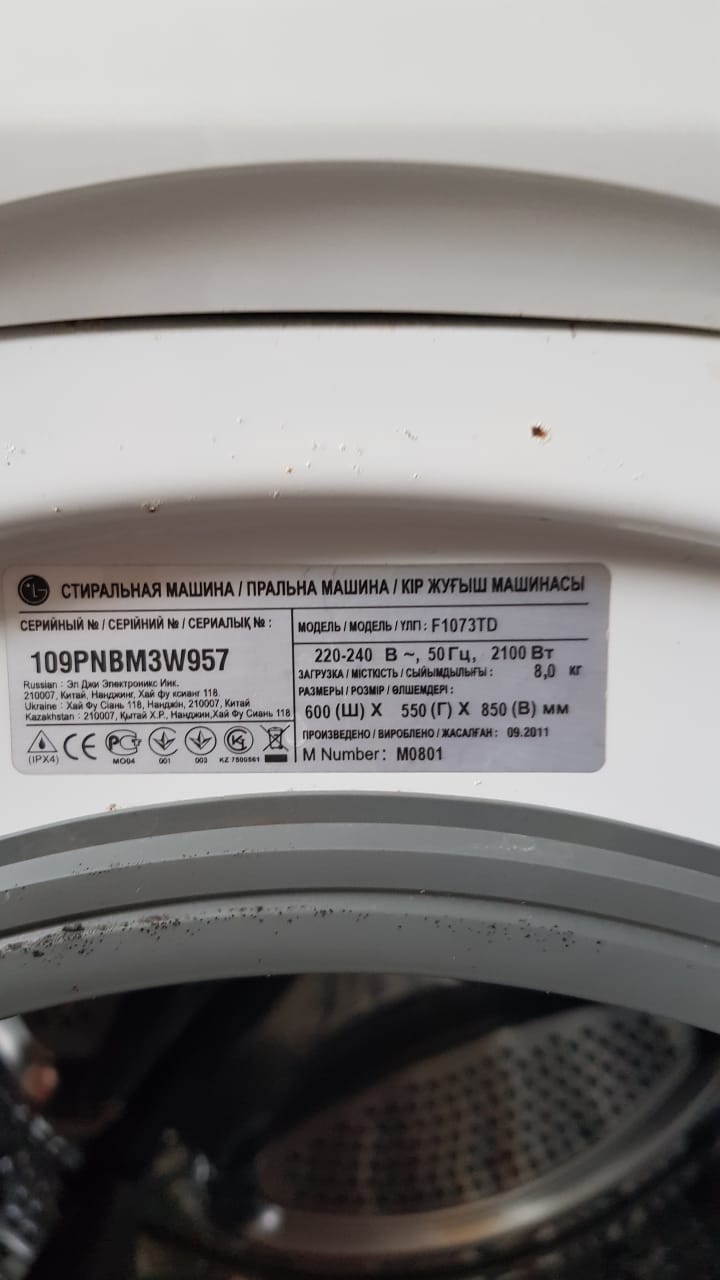 LG СТИРАЛЬНАЯ МАШИНА / ПРАЛЬНА МАШИНА / КІР ЖУҒЫШ МАШИНАСЫ
СЕРИЙНЫЙ № / СЕРІЙНИЙ № / СЕРИАЛЫҚ № :
109PNBM3W957
Russian : Эл Джи Электроникс Инк.
210007, Китай, Нанджинг, Хай фу ксианг 118.
Ukraine : Хай Фу Сіань 118, Нанджін, 210007, Китай
Kazakhstan : 210007, Қытай Х.Р., Нанджин,Хай Фу Сиань 118
(IPX4)
CE
МО04
001
003
KZ 7500561
МОДЕЛЬ / МОДЕЛЬ / ҮЛГІ : F1073TD
220-240 В ~, 50 Гц, 2100 Вт
ЗАГРУЗКА / МІСТКІСТЬ / СЫЙЫМДЫЛЫҒЫ : 8,0 кг
РАЗМЕРЫ / РОЗМІР / ӨЛШЕМДЕРІ :
600 (Ш) X 550 (Г) X 850 (В) мм
ПРОИЗВЕДЕНО / ВИРОБЛЕНО / ЖАСАЛҒАН : 09.2011
M Number : M0801